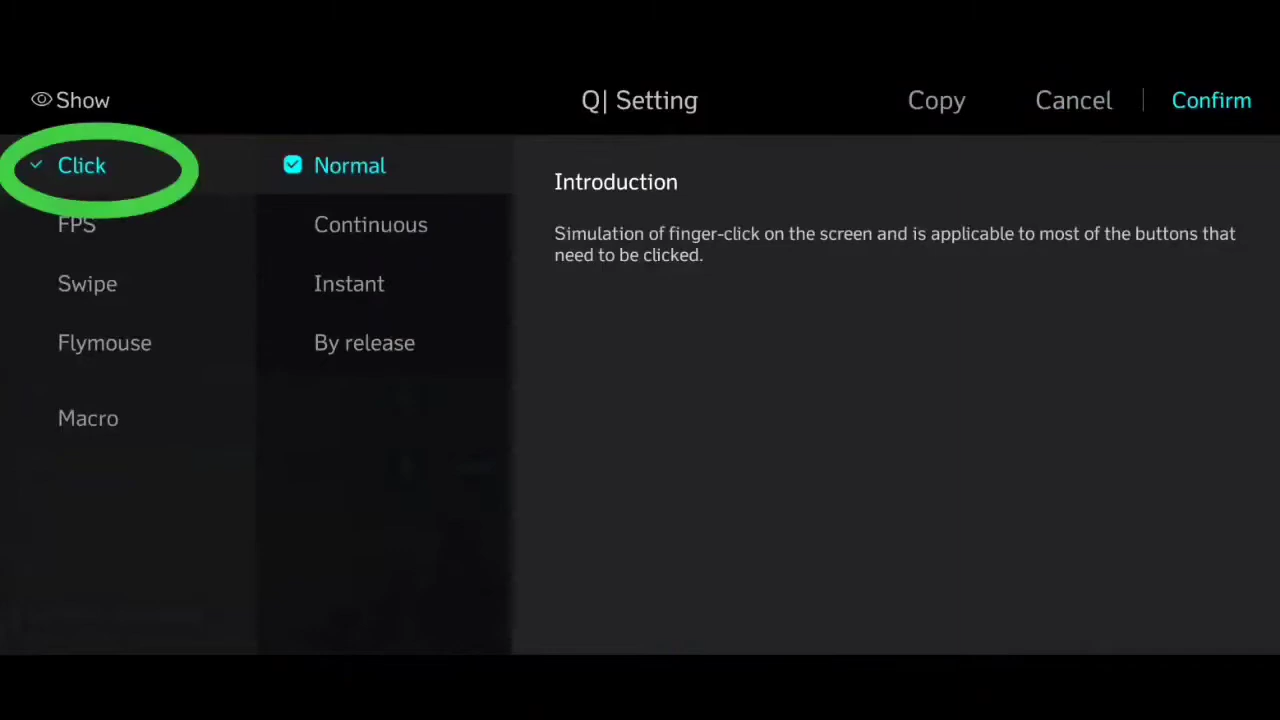 Show
Q| Setting
Copy
Cancel
Confirm
Click
FPS
Swipe
Flymouse
Macro
Normal
Continuous
Instant
By release
Introduction
Simulation of finger-click on the screen and is applicable to most of the buttons that
need to be clicked.